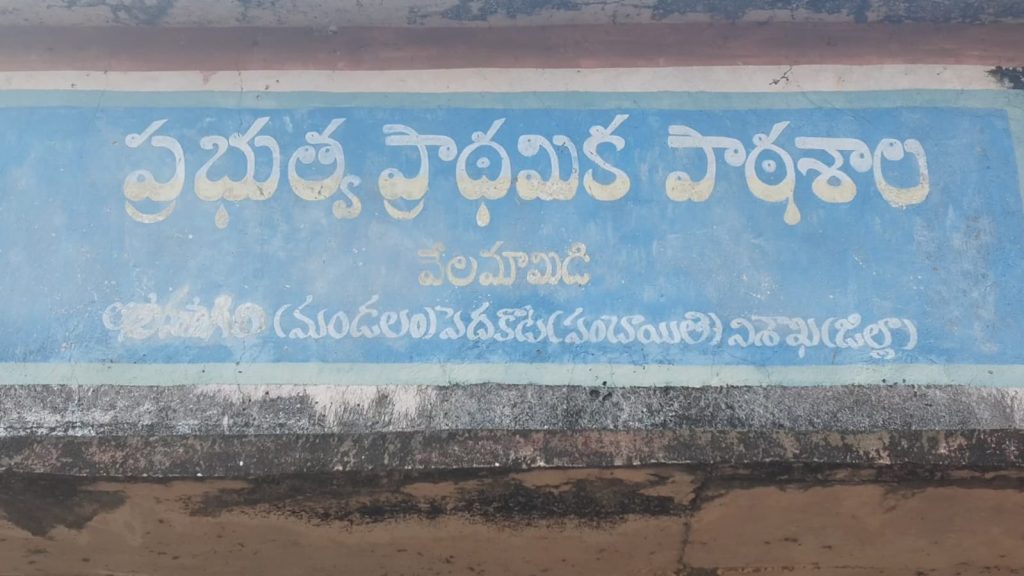 ప్రభుత్వ ప్రాథమిక పాఠశాల
వేలమామిడి
(మండలం) పెదకోట (పంచాయితి) విశాఖ (జిల్లా)